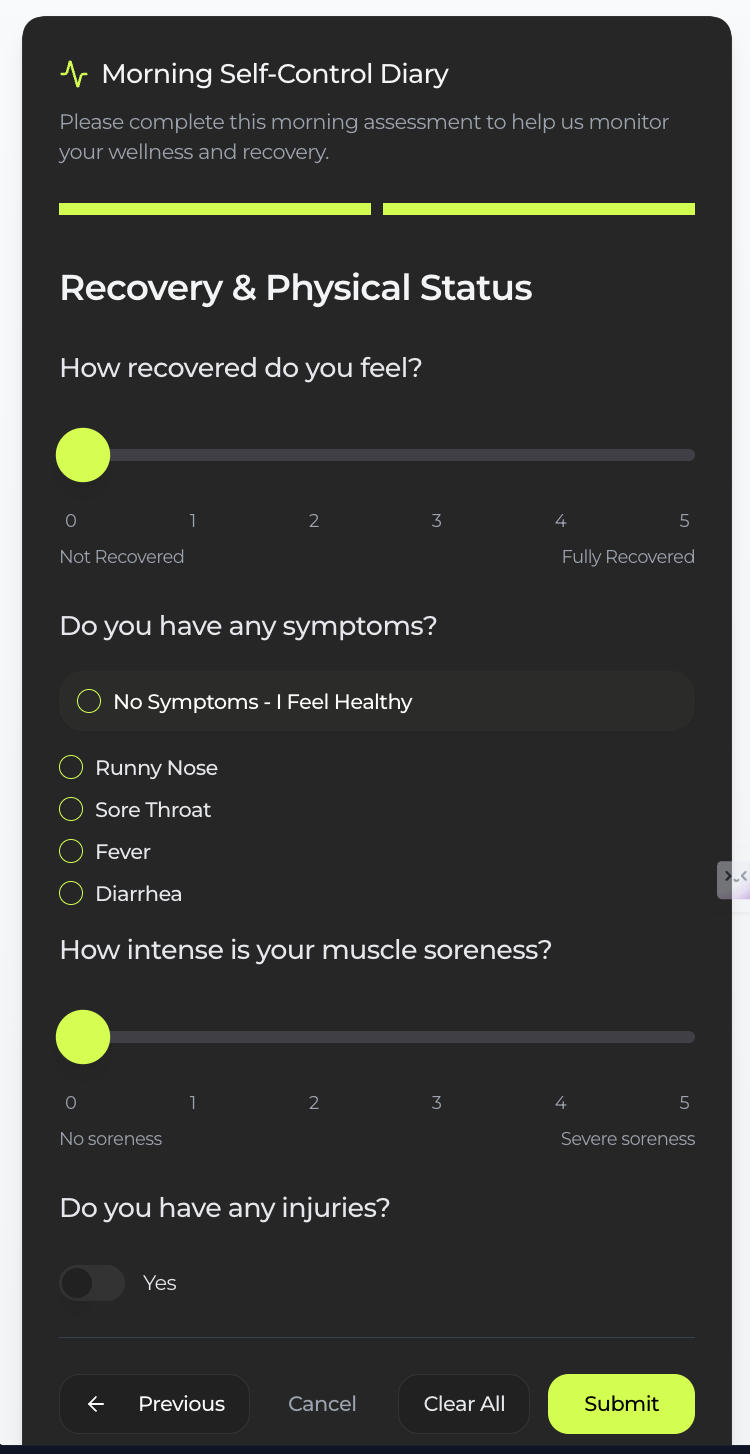 Morning Self-Control Diary
Please complete this morning assessment to help us monitor
your wellness and recovery.
Recovery & Physical Status
How recovered do you feel?
0 1 2 3 4 5
Not Recovered Fully Recovered
Do you have any symptoms?
No Symptoms - I Feel Healthy
Runny Nose
Sore Throat
Fever
Diarrhea
How intense is your muscle soreness?
0 1 2 3 4 5
No soreness Severe soreness
Do you have any injuries?
Yes
Previous Cancel Clear All Submit